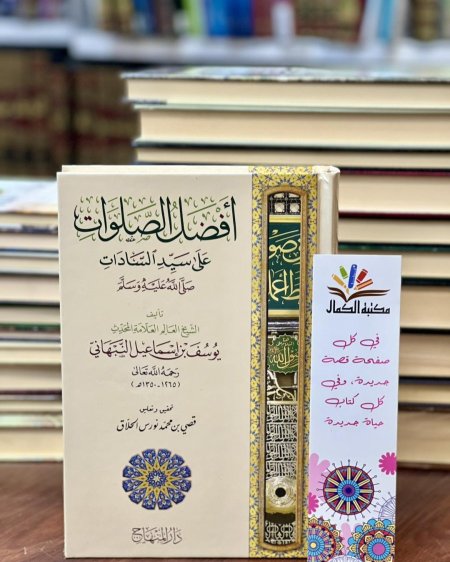 أفضل الصلوات
على سيد السادات
صلى الله عليه وسلم
تأليف
الشيخ العالم العلامة المحدث
يوسف بن إسماعيل النبهاني
رحمه الله تعالى
(١٢٦٥-١٣٥٠هـ)
تحقيق وتعليق
قصي بن محمد نورس الحلاق
دار المنهاج
مكتبة الكمال
في كل
صفحة قصة
جديدة، وفي
كل كتاب
حياة جديدة